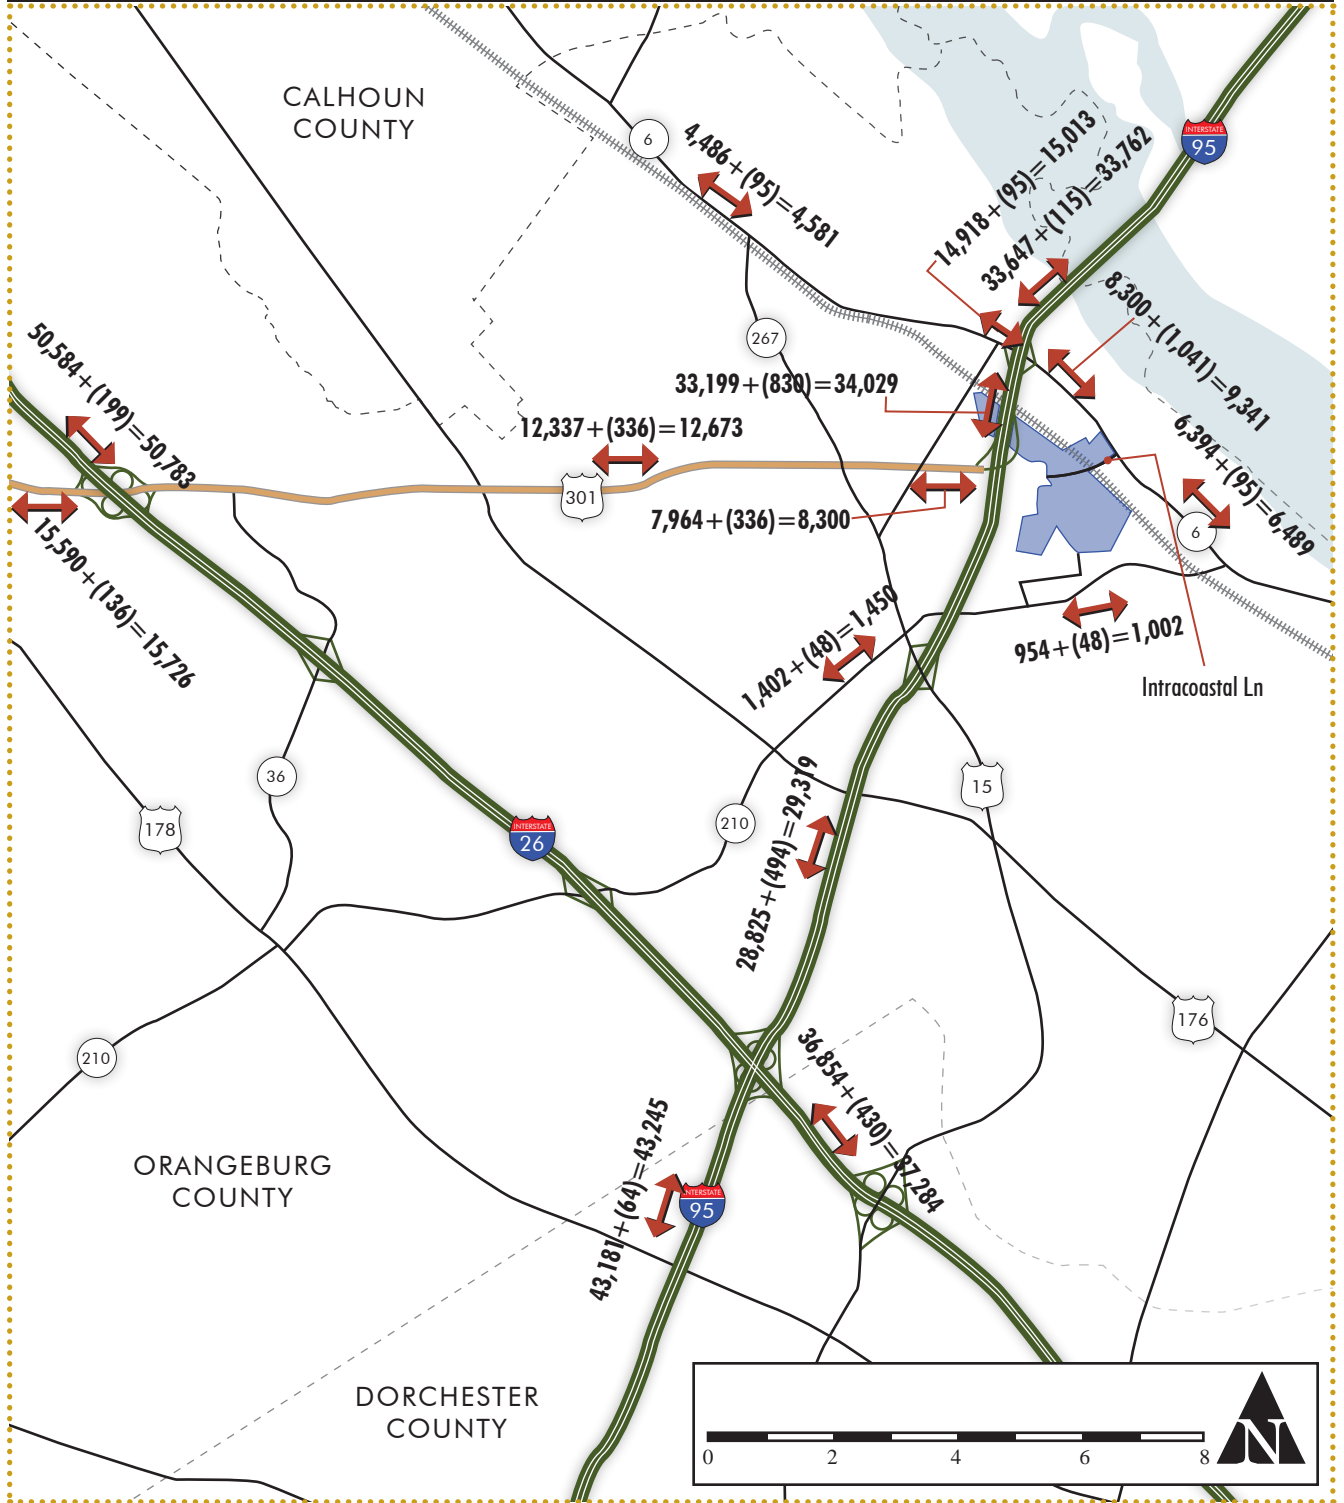 CALHOUN
COUNTY
6
4,486+(95)=4,581
14,918+(95)=15,013
33,647+(115)=33,762
INTERSTATE
95
267
8,300+(1,041)=9,341
50,584+(199)=50,783
33,199+(830)=34,029
12,337+(336)=12,673
6,394+(95)=6,489
301
7,964+(336)=8,300
6
15,590+(136)=15,726
1,402+(48)=1,450
954+(48)=1,002
Intracoastal Ln
36
15
178
INTERSTATE
26
210
28,825+(494)=29,319
176
210
36,854+(430)=37,284
43,181+(64)=43,245
ORANGEBURG
COUNTY
INTERSTATE
95
DORCHESTER
COUNTY
0 2 4 6 8
N